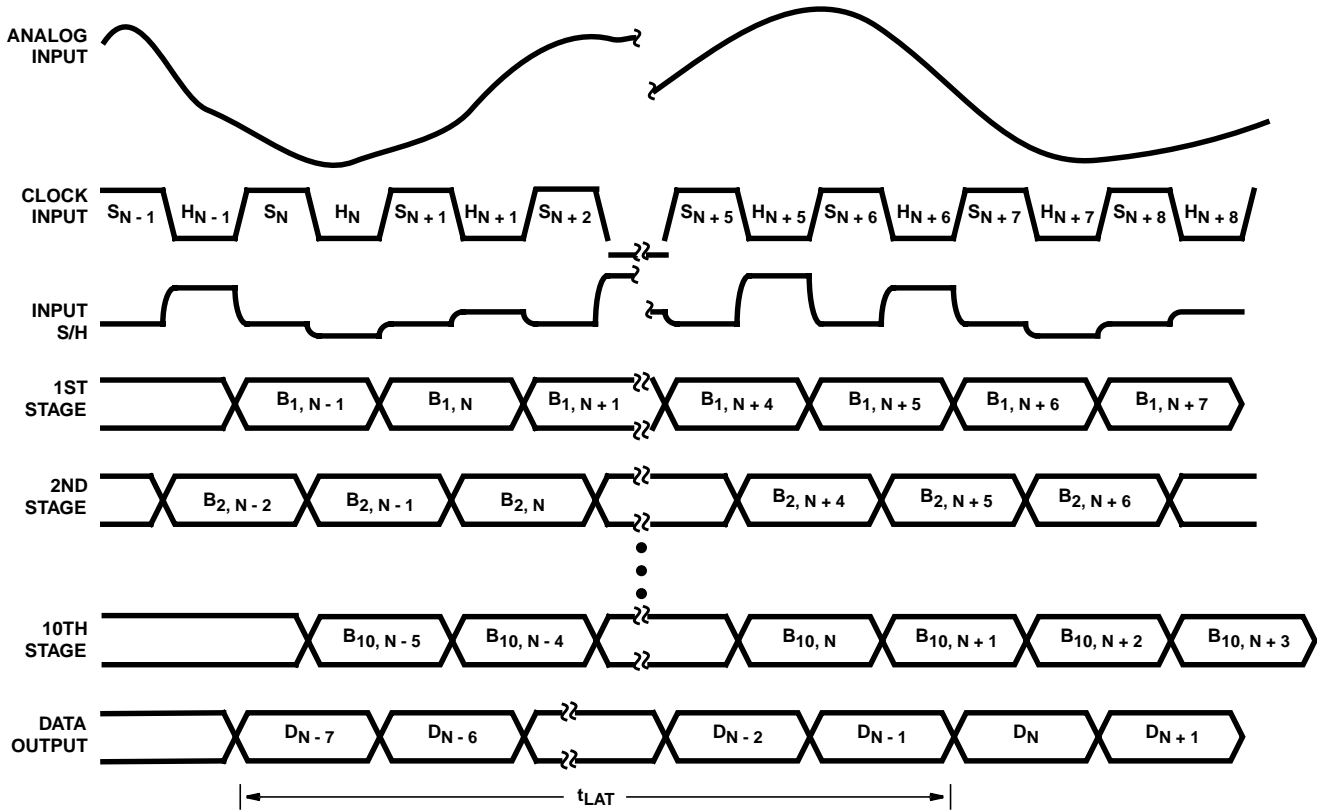 ANALOG
INPUT
CLOCK
INPUT
S N - 1 H N - 1 S N H N S N + 1 H N + 1 S N + 2 S N + 5 H N + 5 S N + 6 H N + 6 S N + 7 H N + 7 S N + 8 H N + 8
INPUT
S/H
1ST
STAGE
B 1, N - 1 B 1, N B 1, N + 1 B 1, N + 4 B 1, N + 5 B 1, N + 6 B 1, N + 7
2ND
STAGE
B 2, N - 2 B 2, N - 1 B 2, N B 2, N + 4 B 2, N + 5 B 2, N + 6
10TH
STAGE
B 10, N - 5 B 10, N - 4 B 10, N B 10, N + 1 B 10, N + 2 B 10, N + 3
DATA
OUTPUT
D N - 7 D N - 6 D N - 2 D N - 1 D N D N + 1
t LAT